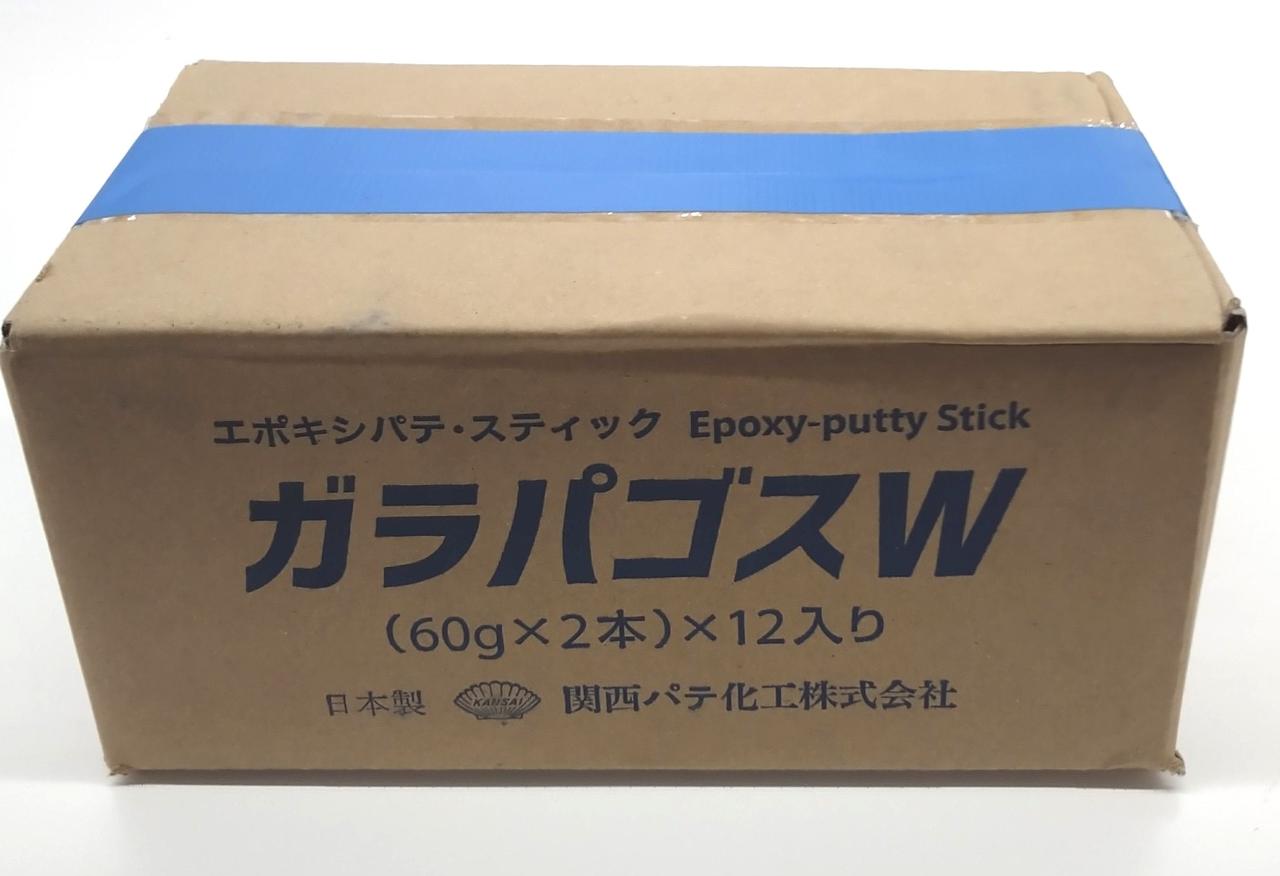 エポキシパテ・スティック Epoxy-putty Stick
ガラパゴスW
(60g×2本)×12入り
日本製 KANSAI 関西パテ化工株式会社